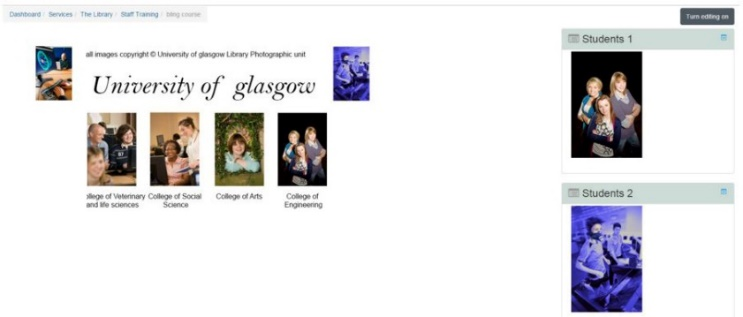 Dashboard / Services / The Library / Staff Training / bling course
Turn editing on
all images copyright © University of glasgow Library Photographic unit
University of glasgow
ollege of Veterinary and life sciences
College of Social Science
College of Arts
College of Engineering
Students 1
Students 2